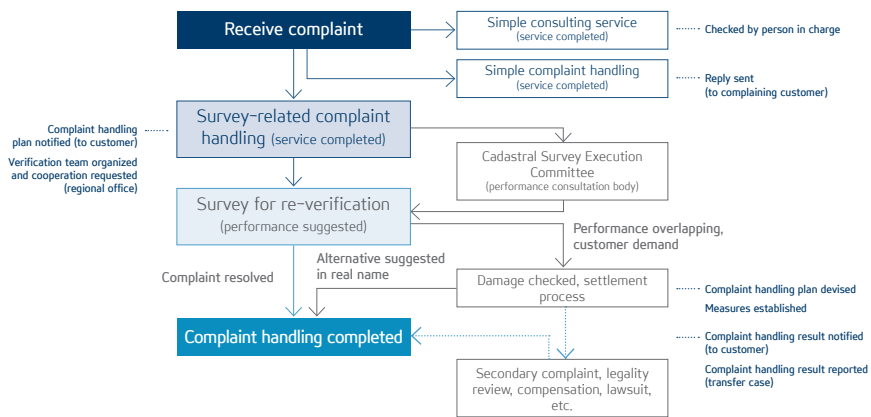 Receive complaint
Simple consulting service
(service completed)
Checked by person in charge
Simple complaint handling
(service completed)
Reply sent
(to complaining customer)
Survey-related complaint
handling (service completed)
Complaint handling
plan notified (to customer)
Verification team organized
and cooperation requested
(regional office)
Cadastral Survey Execution
Committee
(performance consultation body)
Survey for re-verification
(performance suggested)
Performance overlapping,
customer demand
Alternative suggested
in real name
Complaint resolved
Damage checked, settlement
process
Complaint handling plan devised
Measures established
Complaint handling completed
Complaint handling result notified
(to customer)
Complaint handling result reported
(transfer case)
Secondary complaint, legality
review, compensation, lawsuit,
etc.